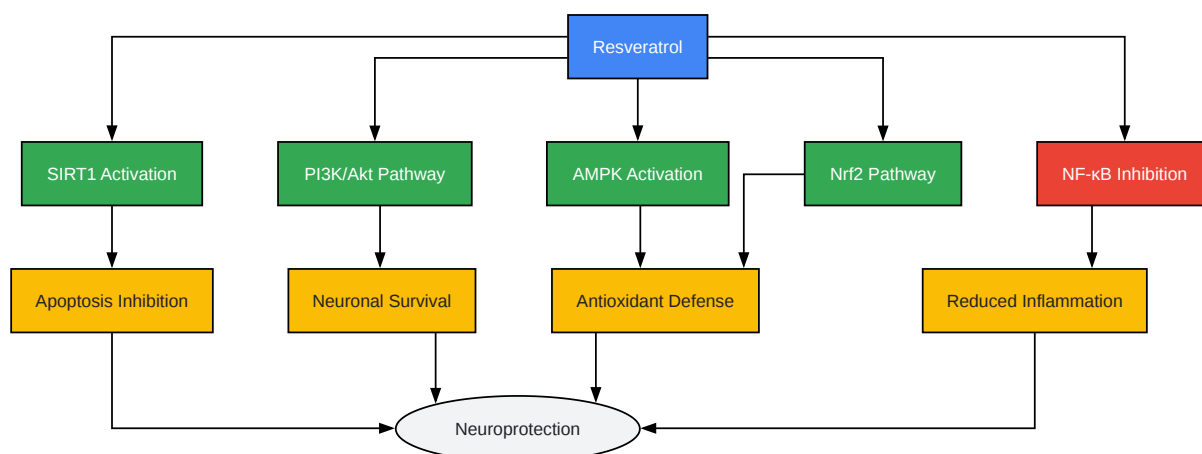 Resveratrol
SIRT1 Activation
PI3K/Akt Pathway
AMPK Activation
Nrf2 Pathway
NF-κB Inhibition
Apoptosis Inhibition
Neuronal Survival
Antioxidant Defense
Reduced Inflammation
Neuroprotection